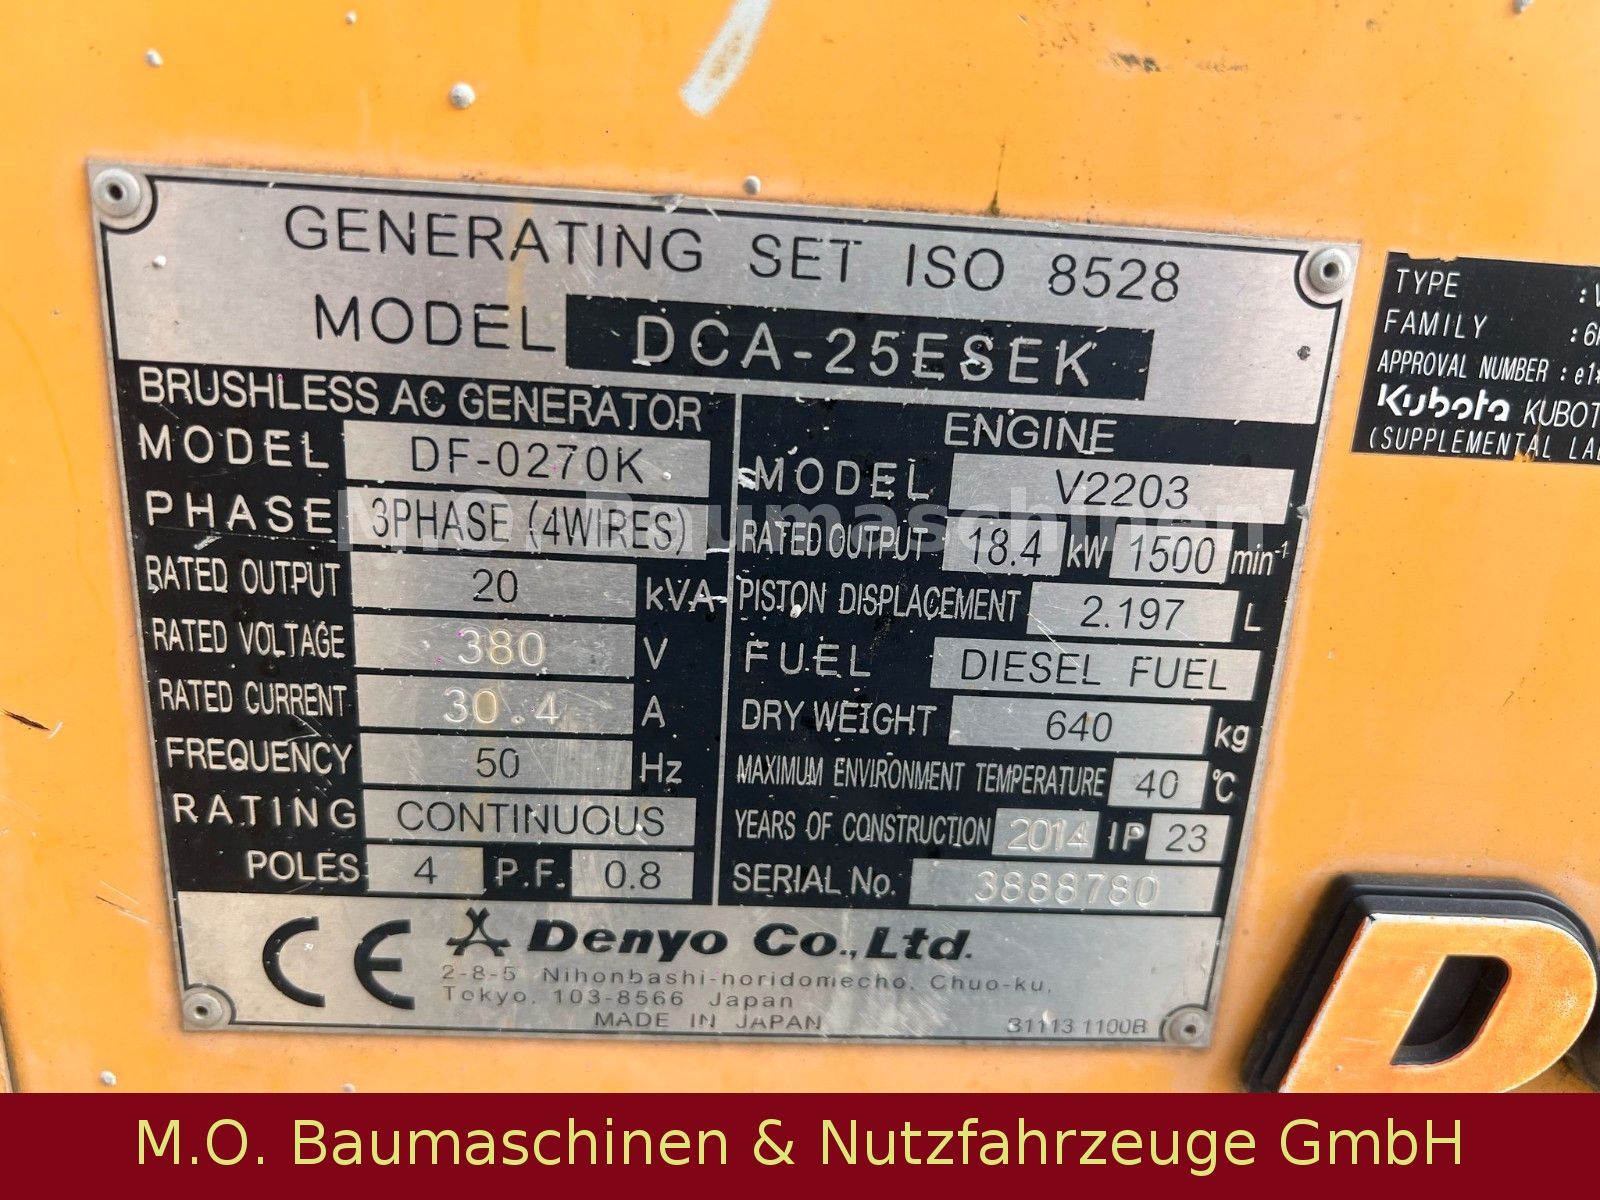 GENERATING SET ISO 8528
MODEL DCA-25ESEK
BRUSHLESS AC GENERATOR
MODEL DF-0270K
PHASE 3PHASE (4WIRES)
RATED OUTPUT 20 kVA
RATED VOLTAGE 380 V
RATED CURRENT 30.4 A
FREQUENCY 50 Hz
RATING CONTINUOUS
POLES 4 P.F. 0.8
ENGINE
MODEL V2203
RATED OUTPUT 18.4 kW 1500 min-1
PISTON DISPLACEMENT 2.197 L
FUEL DIESEL FUEL
DRY WEIGHT 640 kg
MAXIMUM ENVIRONMENT TEMPERATURE 40 ℃
YEARS OF CONSTRUCTION 2014 IP 23
SERIAL No. 3888780
CE Denyo Co.,Ltd.
2-8-5 Nihonbashi-horidomecho, Chuo-ku,
Tokyo, 103-8566 Japan
MADE IN JAPAN 31113 1100B
TYPE :V
FAMILY :6
APPROVAL NUMBER : e1*
Kubota KUBOT
(SUPPLEMENTAL LAB
D
M.O. Baumaschinen
M.O. Baumaschinen & Nutzfahrzeuge GmbH